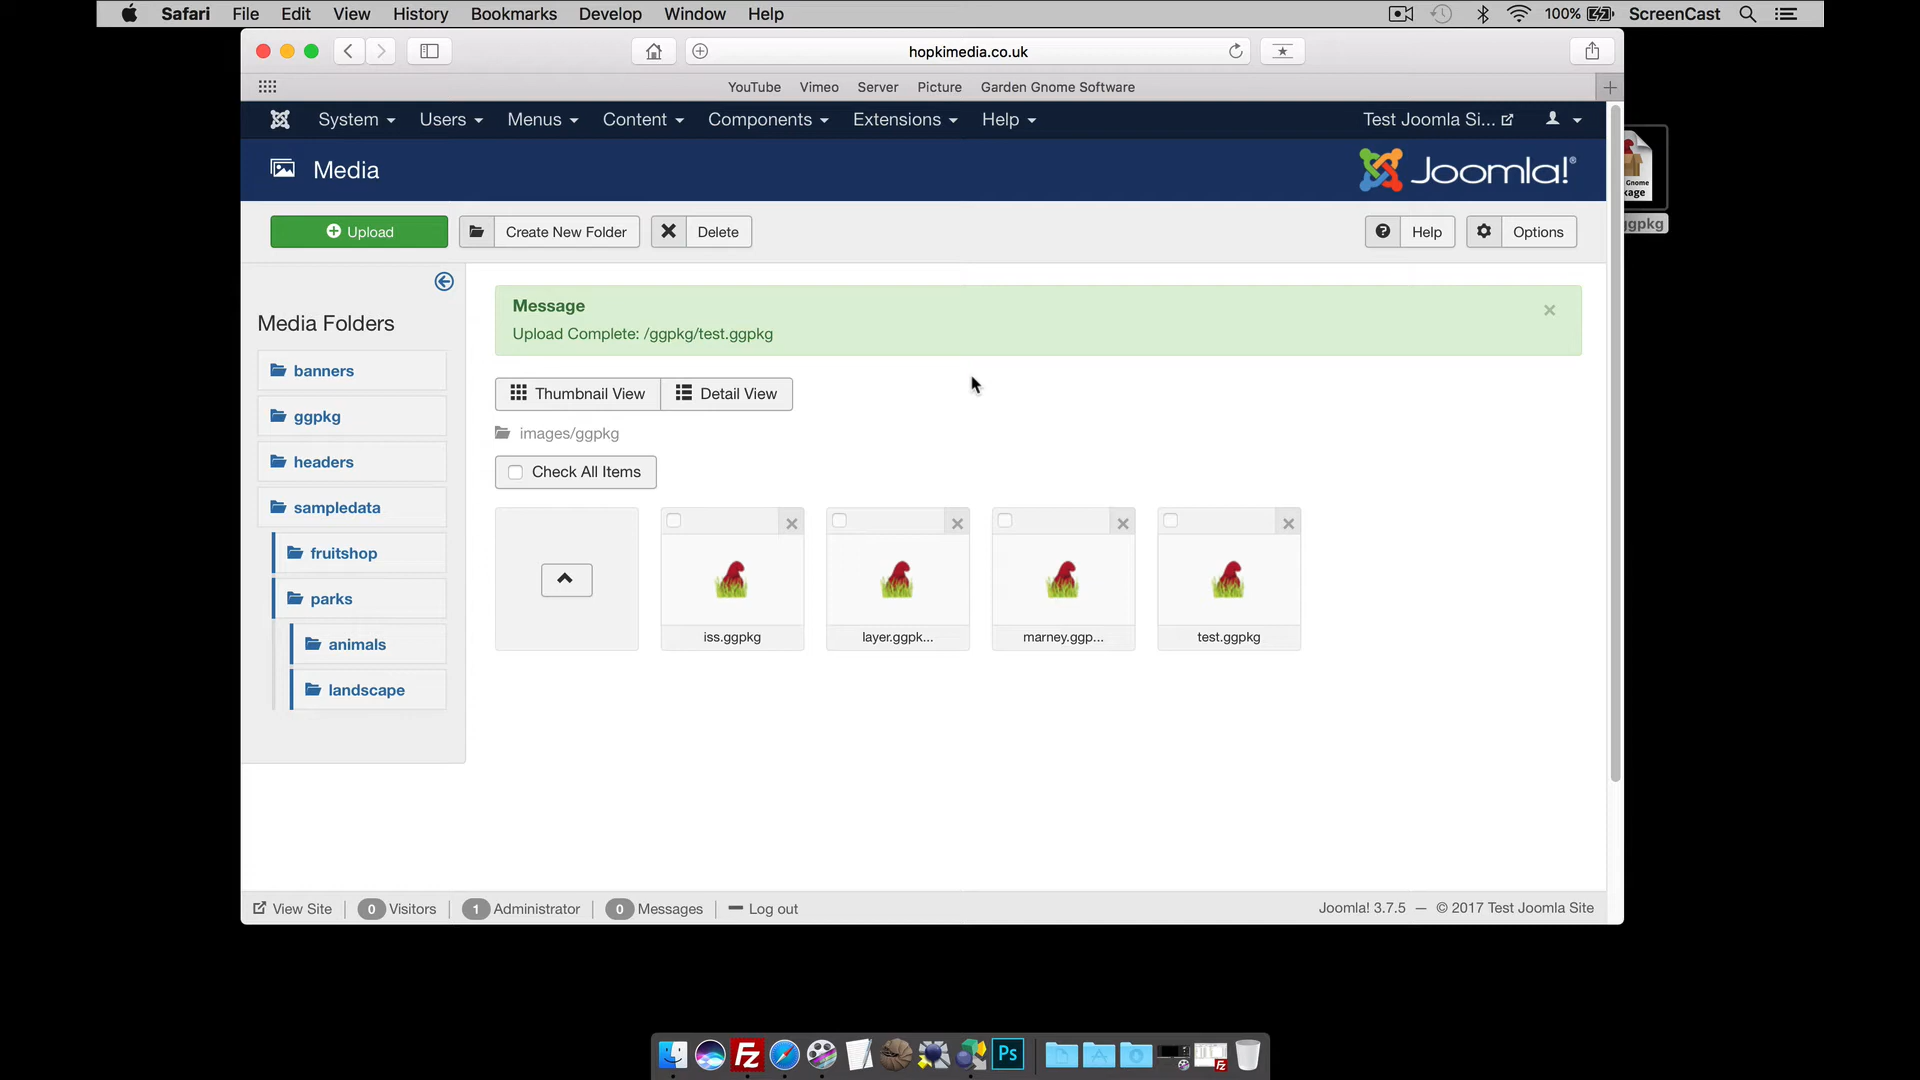 Safari File Edit View History Bookmarks Develop Window Help 100% ScreenCast
hopkimedia.co.uk
YouTube Vimeo Server Picture Garden Gnome Software
System Users Menus Content Components Extensions Help Test Joomla Si...
Media Joomla!®
Upload Create New Folder Delete Help Options
Gnome
kage
ggpkg
Message
Upload Complete: /ggpkg/test.ggpkg
Media Folders
banners
ggpkg
headers
sampledata
fruitshop
parks
animals
landscape
Thumbnail View Detail View
images/ggpkg
Check All Items
iss.ggpkg layer.ggpk... marney.ggp... test.ggpkg
View Site 0 Visitors 1 Administrator 0 Messages Log out Joomla! 3.7.5 — © 2017 Test Joomla Site
Fz Ps